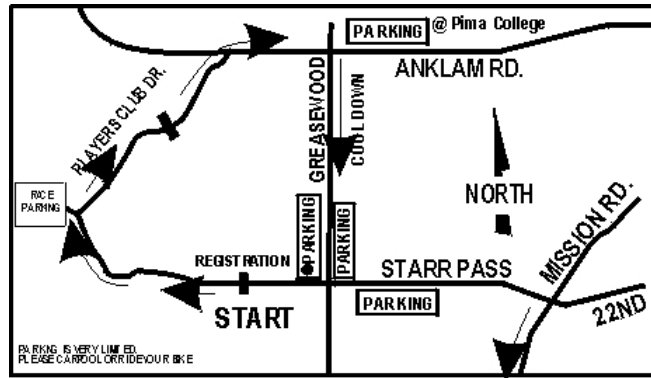 PARKING
@ Pima College
ANKLAM RD.
PLAYERS CLUB DR.
GREASEWOOD
COOL DOWN
NORTH
MISSION RD.
RACE
PARKING
PARKING
PARKING
REGISTRATION
STARR PASS
START
PARKING
22ND
PARKING IS VERY LIMITED.
PLEASE CARPOOL OR RIDE YOUR BIKE